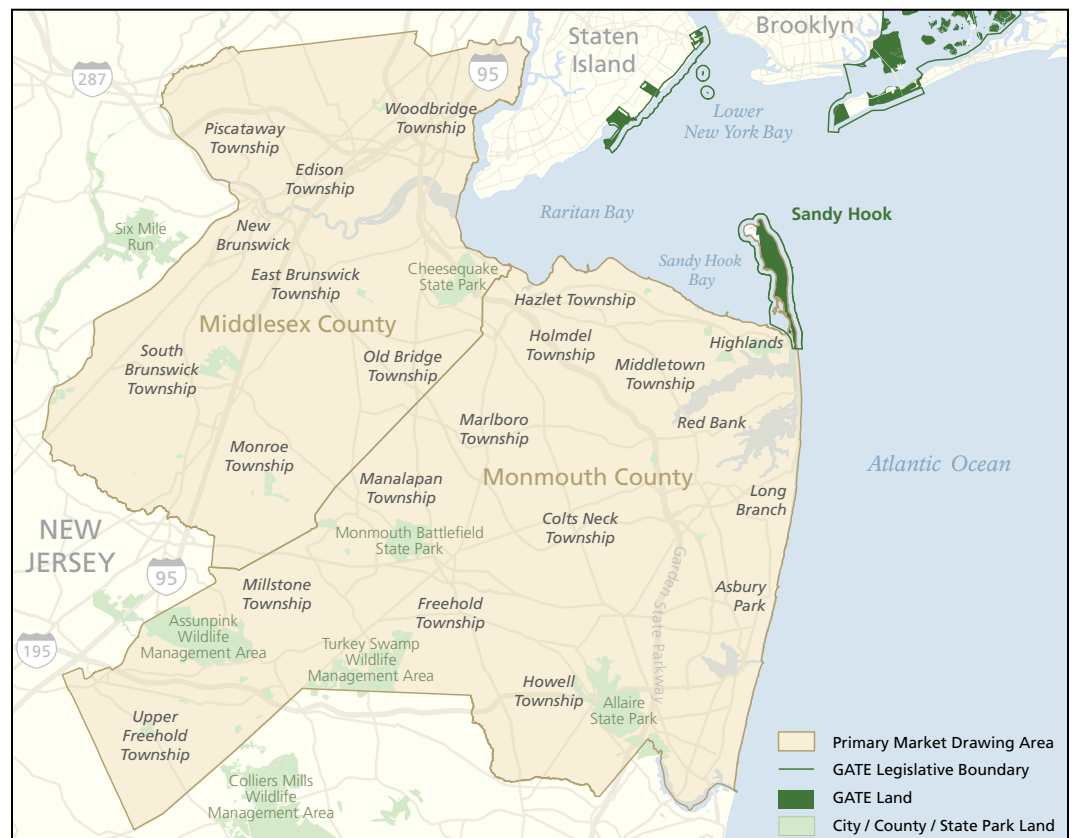 Staten
Island
Brooklyn
95
287
Woodbridge
Township
Lower
New York Bay
Piscataway
Township
Edison
Township
Raritan Bay
Sandy Hook
Six Mile
Run
New
Brunswick
Sandy Hook
Bay
East Brunswick
Township
Cheesequake
State Park
Hazlet Township
Middlesex County
Holmdel
Township
Highlands
South
Brunswick
Township
Old Bridge
Township
Middletown
Township
Marlboro
Township
Red Bank
Monroe
Township
Atlantic Ocean
Manalapan
Township
Monmouth County
Long
Branch
NEW
JERSEY
Monmouth Battlefield
State Park
Colts Neck
Township
95
Millstone
Township
Garden State Parkway
Asbury
Park
Freehold
Township
195
Assunpink
Wildlife
Management Area
Turkey Swamp
Wildlife
Management Area
Howell
Township
Allaire
State Park
Upper
Freehold
Township
Colliers Mills
Wildlife
Management Area
Primary Market Drawing Area
GATE Legislative Boundary
GATE Land
City / County / State Park Land